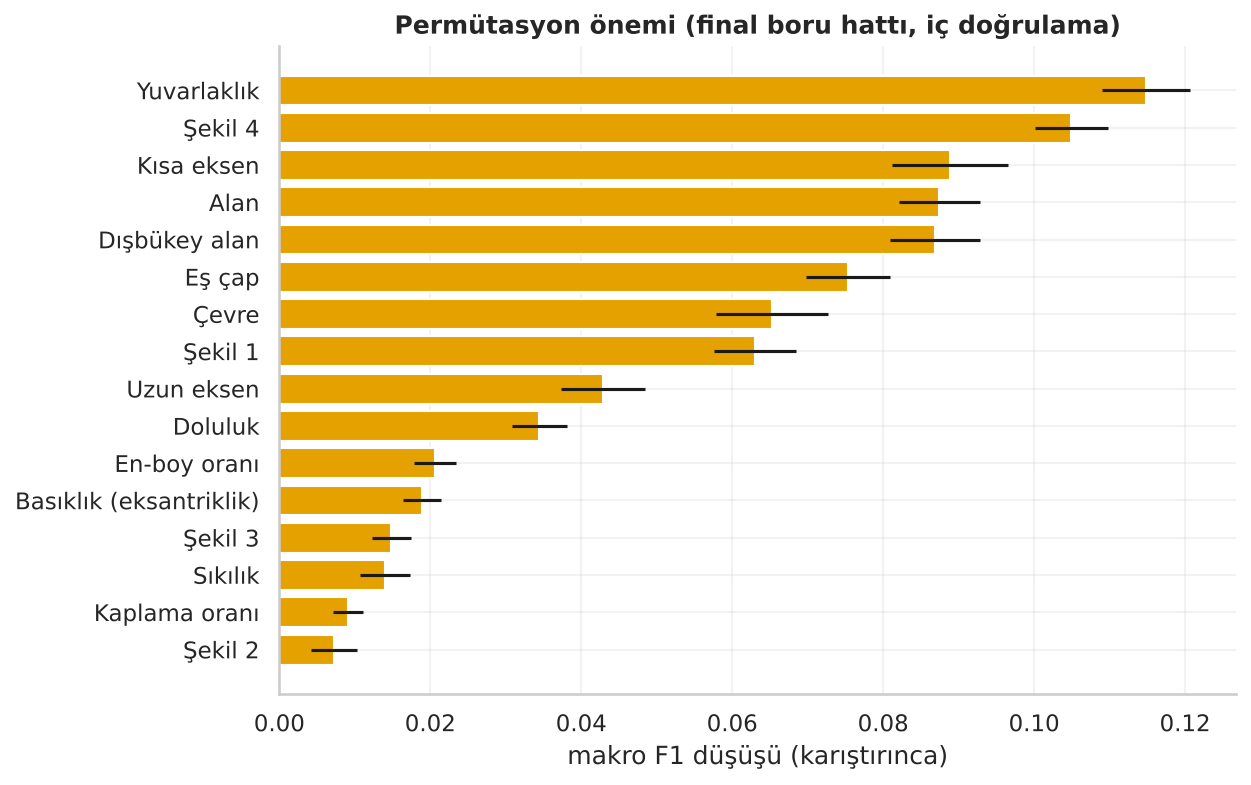 Permütasyon önemi (final boru hattı, iç doğrulama)
Yuvarlaklık
Şekil 4
Kısa eksen
Alan
Dışbükey alan
Eş çap
Çevre
Şekil 1
Uzun eksen
Doluluk
En-boy oranı
Basıklık (eksantriklik)
Şekil 3
Sıkılık
Kaplama oranı
Şekil 2
0.00 0.02 0.04 0.06 0.08 0.10 0.12
makro F1 düşüşü (karıştırınca)